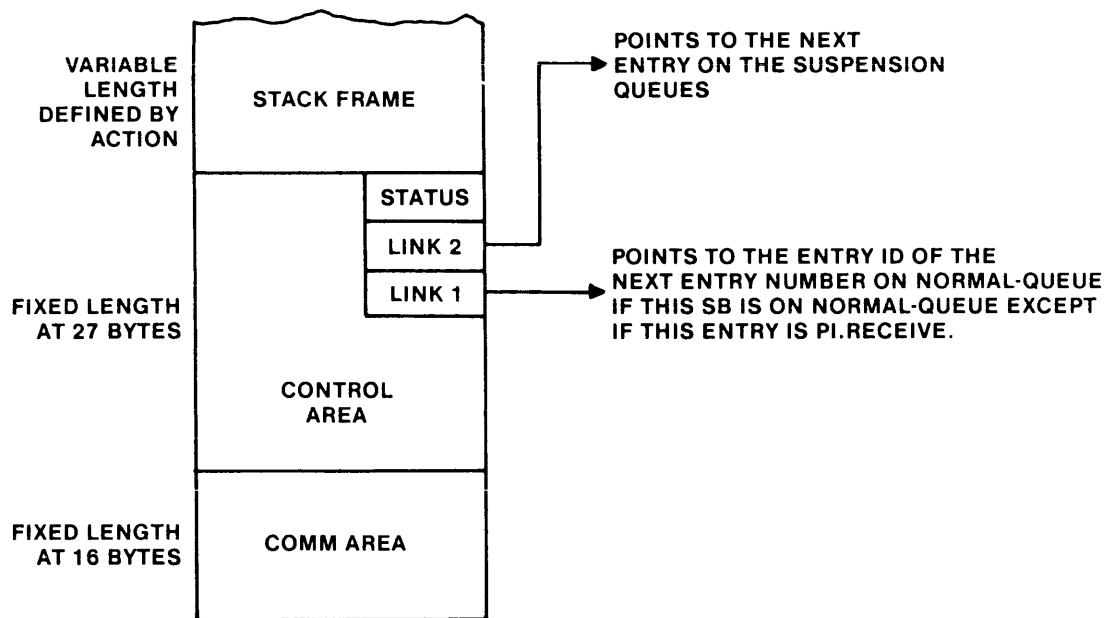 VARIABLE
LENGTH
DEFINED BY
ACTION
STACK FRAME
POINTS TO THE NEXT
ENTRY ON THE SUSPENSION
QUEUES
STATUS
LINK 2
LINK 1
POINTS TO THE ENTRY ID OF THE
NEXT ENTRY NUMBER ON NORMAL-QUEUE
IF THIS SB IS ON NORMAL-QUEUE EXCEPT
IF THIS ENTRY IS PI.RECEIVE.
FIXED LENGTH
AT 27 BYTES
CONTROL
AREA
FIXED LENGTH
AT 16 BYTES
COMM AREA